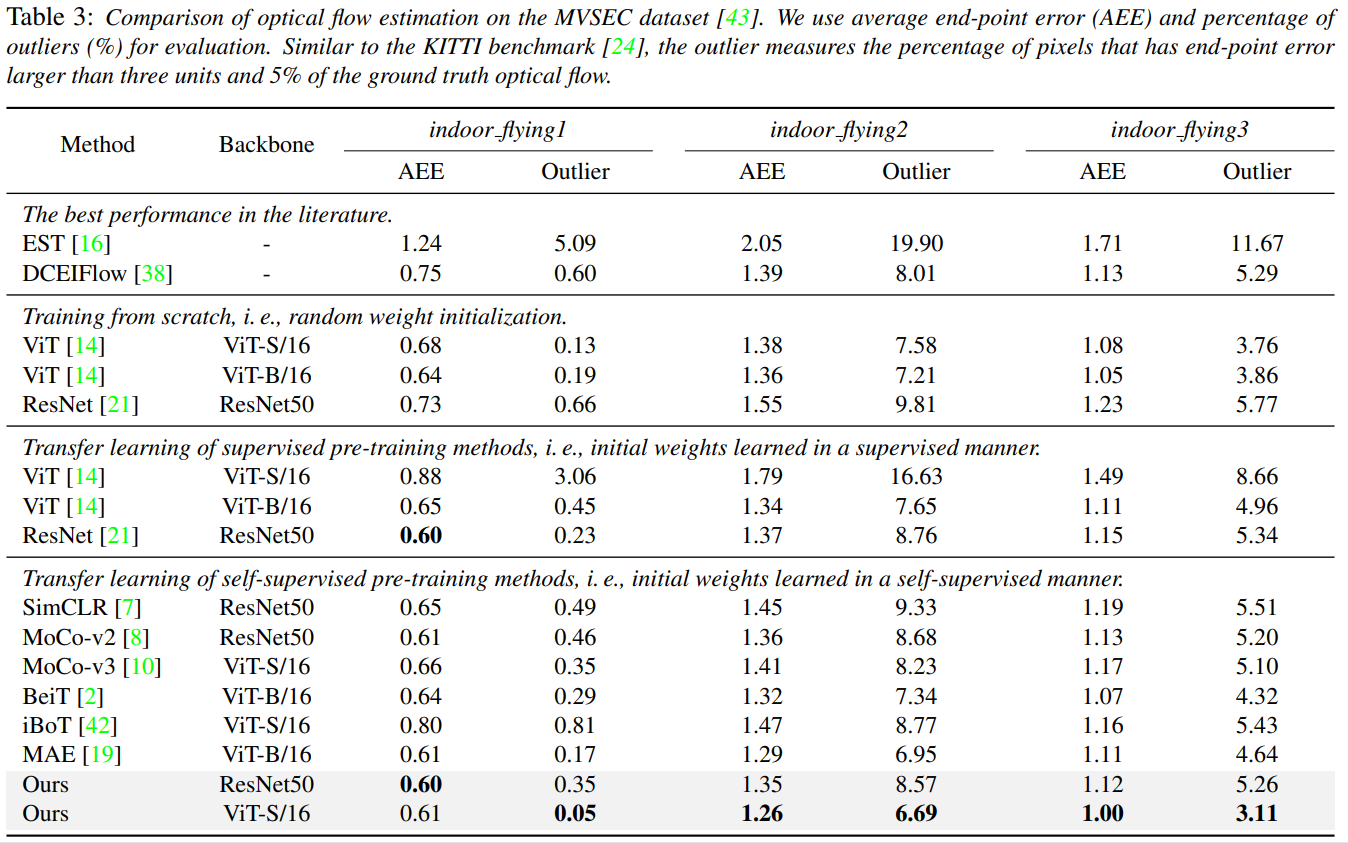 Table 3: Comparison of optical flow estimation on the MVSEC dataset [43]. We use average end-point error (AEE) and percentage of
outliers (%) for evaluation. Similar to the KITTI benchmark [24], the outlier measures the percentage of pixels that has end-point error
larger than three units and 5% of the ground truth optical flow.
Method Backbone indoor_flying1 indoor_flying2 indoor_flying3
AEE Outlier AEE Outlier AEE Outlier
The best performance in the literature.
EST [16] - 1.24 5.09 2.05 19.90 1.71 11.67
DCEIFlow [38] - 0.75 0.60 1.39 8.01 1.13 5.29
Training from scratch, i. e., random weight initialization.
ViT [14] ViT-S/16 0.68 0.13 1.38 7.58 1.08 3.76
ViT [14] ViT-B/16 0.64 0.19 1.36 7.21 1.05 3.86
ResNet [21] ResNet50 0.73 0.66 1.55 9.81 1.23 5.77
Transfer learning of supervised pre-training methods, i. e., initial weights learned in a supervised manner.
ViT [14] ViT-S/16 0.88 3.06 1.79 16.63 1.49 8.66
ViT [14] ViT-B/16 0.65 0.45 1.34 7.65 1.11 4.96
ResNet [21] ResNet50 0.60 0.23 1.37 8.76 1.15 5.34
Transfer learning of self-supervised pre-training methods, i. e., initial weights learned in a self-supervised manner.
SimCLR [7] ResNet50 0.65 0.49 1.45 9.33 1.19 5.51
MoCo-v2 [8] ResNet50 0.61 0.46 1.36 8.68 1.13 5.20
MoCo-v3 [10] ViT-S/16 0.66 0.35 1.41 8.23 1.17 5.10
BeiT [2] ViT-B/16 0.64 0.29 1.32 7.34 1.07 4.32
iBoT [42] ViT-S/16 0.80 0.81 1.47 8.77 1.16 5.43
MAE [19] ViT-B/16 0.61 0.17 1.29 6.95 1.11 4.64
Ours ResNet50 0.60 0.35 1.35 8.57 1.12 5.26
Ours ViT-S/16 0.61 0.05 1.26 6.69 1.00 3.11